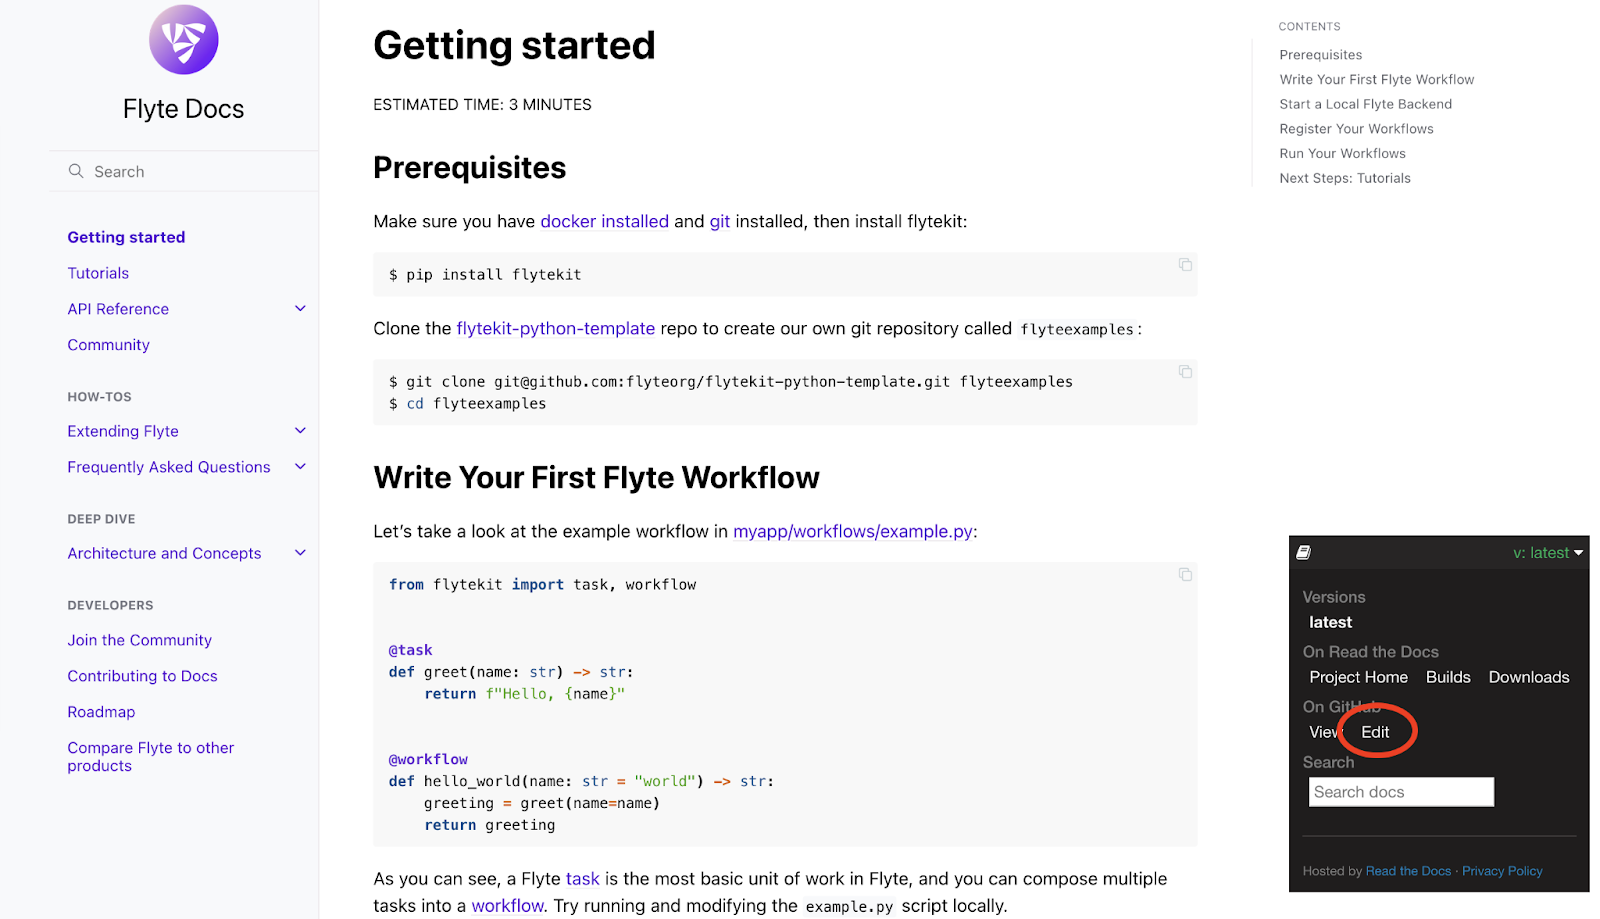 Flyte Docs
Search
Getting started
Tutorials
API Reference
Community
HOW-TOS
Extending Flyte
Frequently Asked Questions
DEEP DIVE
Architecture and Concepts
DEVELOPERS
Join the Community
Contributing to Docs
Roadmap
Compare Flyte to other
products
Getting started
ESTIMATED TIME: 3 MINUTES
Prerequisites
Make sure you have docker installed and git installed, then install flytekit:
$ pip install flytekit
Clone the flytekit-python-template repo to create our own git repository called flyteexamples:
$ git clone git@github.com:flyteorg/flytekit-python-template.git flyteexamples
$ cd flyteexamples
Write Your First Flyte Workflow
Let's take a look at the example workflow in myapp/workflows/example.py:
from flytekit import task, workflow
@task
def greet(name: str) -> str:
    return f"Hello, {name}"
@workflow
def hello_world(name: str = "world") -> str:
    greeting = greet(name=name)
    return greeting
As you can see, a Flyte task is the most basic unit of work in Flyte, and you can compose multiple
tasks into a workflow. Try running and modifying the example.py script locally.
CONTENTS
Prerequisites
Write Your First Flyte Workflow
Start a Local Flyte Backend
Register Your Workflows
Run Your Workflows
Next Steps: Tutorials
v: latest
Versions
latest
On Read the Docs
Project Home Builds Downloads
On GitHub
View Edit
Search
Search docs
Hosted by Read the Docs · Privacy Policy